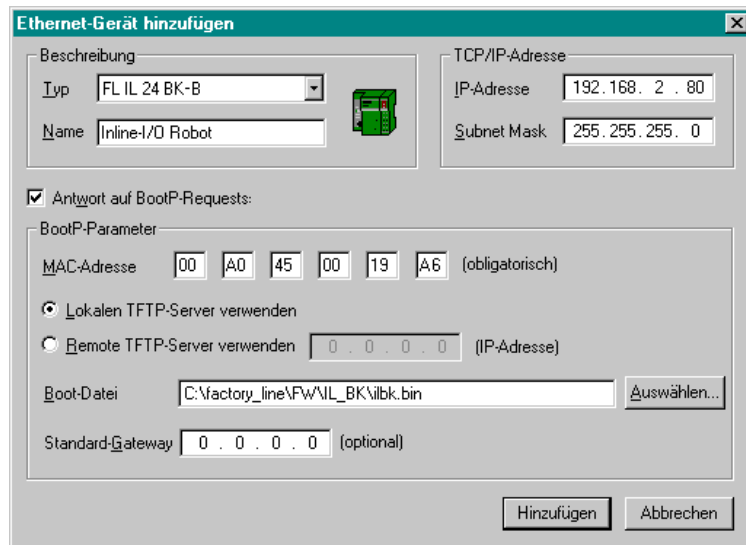 Ethernet-Gerät hinzufügen
Beschreibung
Typ FL IL 24 BK-B
Name Inline-I/O Robot
TCP/IP-Adresse
IP-Adresse 192.168. 2 . 80
Subnet Mask 255.255.255. 0
Antwort auf BootP-Requests:
BootP-Parameter
MAC-Adresse 00 A0 45 00 19 A6 (obligatorisch)
Lokalen TFTP-Server verwenden
Remote TFTP-Server verwenden 0 . 0 . 0 . 0 (IP-Adresse)
Boot-Datei C:\factory_line\FW\IL_BK\ilbk.bin Auswählen...
Standard-Gateway 0 . 0 . 0 . 0 (optional)
Hinzufügen Abbrechen